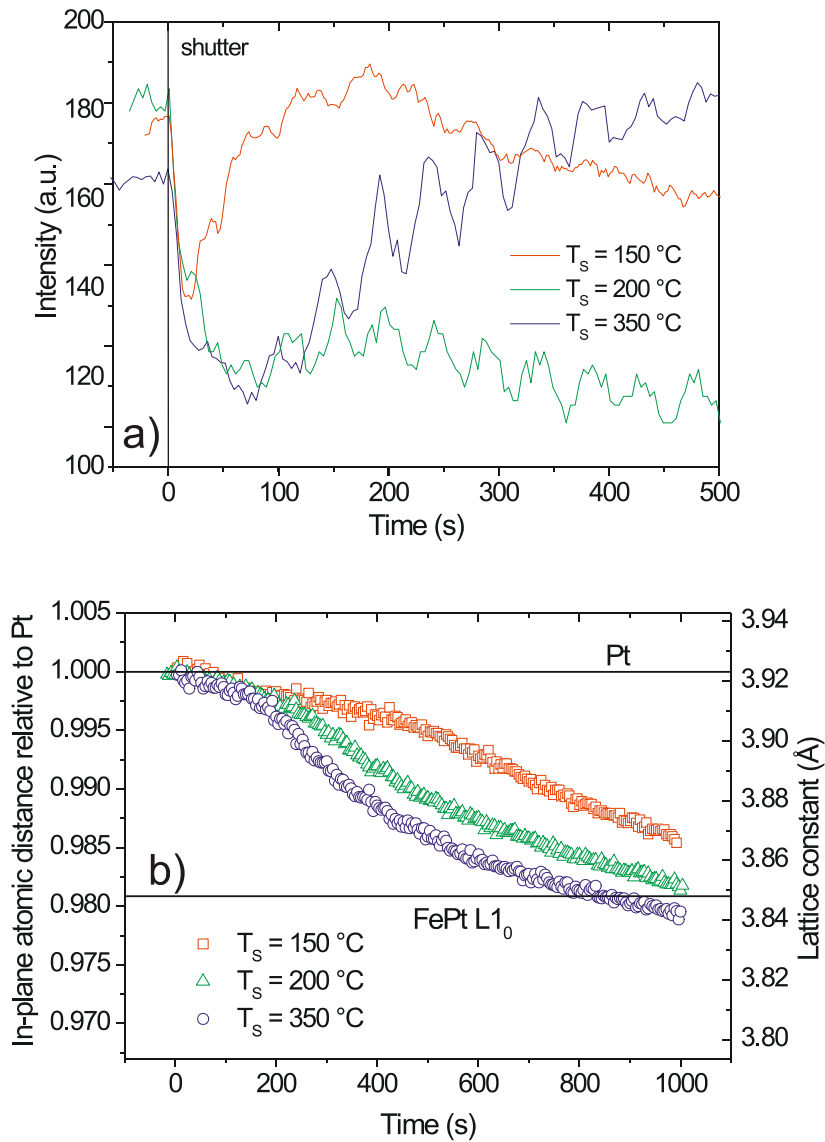 200
180
160
140
120
100
Intensity (a.u.)
shutter
T_S = 150 °C
T_S = 200 °C
T_S = 350 °C
a)
0 100 200 300 400 500
Time (s)
1.005
1.000
0.995
0.990
0.985
0.980
0.975
0.970
In-plane atomic distance relative to Pt
Pt
b)
FePt L1₀
T_S = 150 °C
T_S = 200 °C
T_S = 350 °C
3.94
3.92
3.90
3.88
3.86
3.84
3.82
3.80
Lattice constant (Å)
0 200 400 600 800 1000
Time (s)